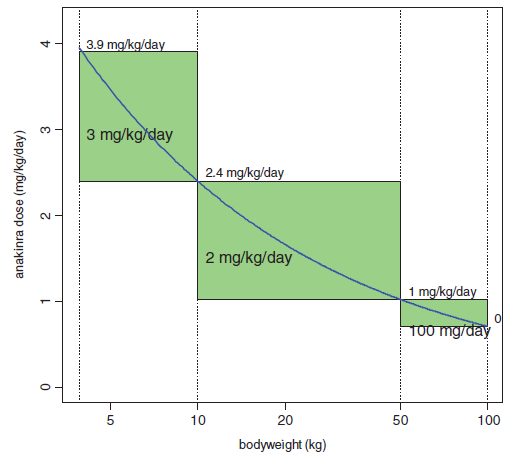 3.9 mg/kg/day
3 mg/kg/day
2.4 mg/kg/day
2 mg/kg/day
1 mg/kg/day
0
100 mg/day
anakinra dose (mg/kg/day)
4
3
2
1
0
5 10 20 50 100
bodyweight (kg)